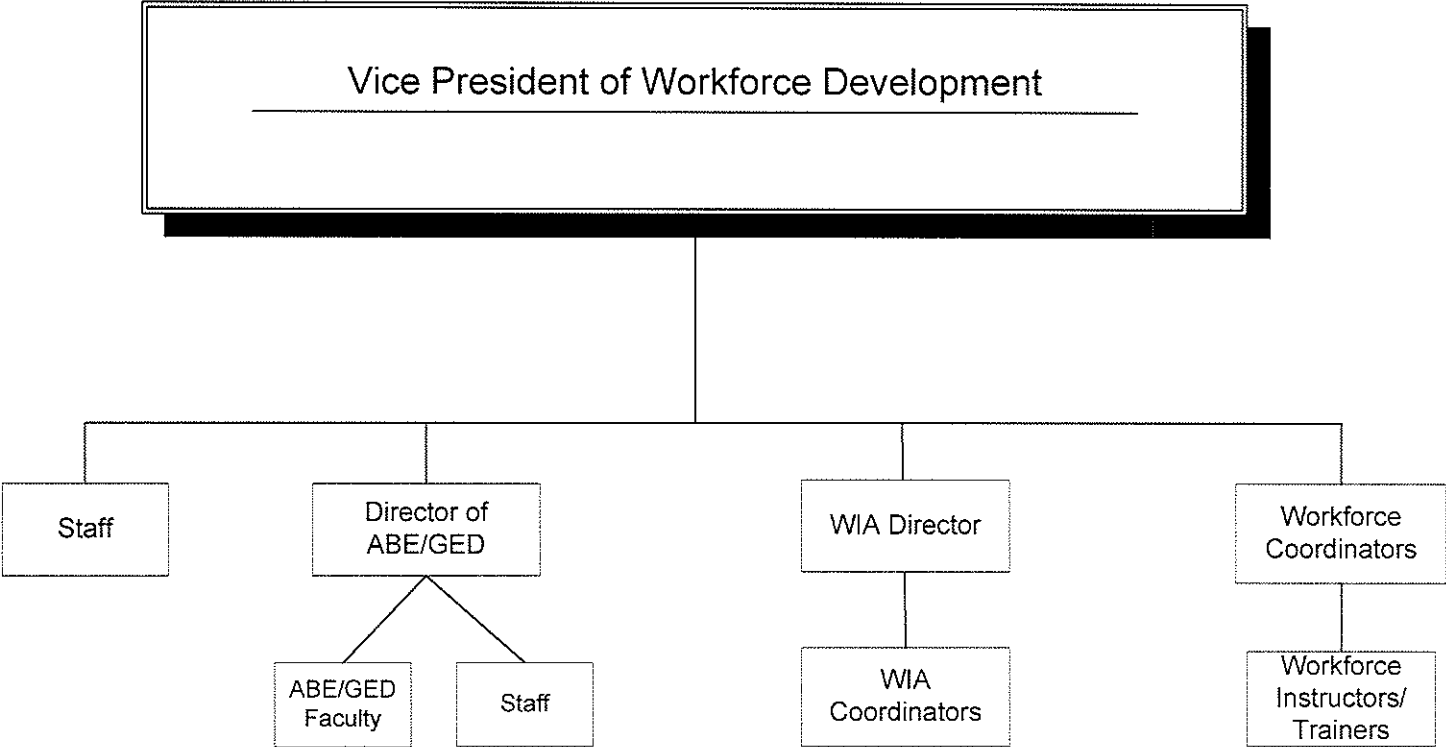 Vice President of Workforce Development
Staff
Director of
ABE/GED
WIA Director
Workforce
Coordinators
ABE/GED
Faculty
Staff
WIA
Coordinators
Workforce
Instructors/
Trainers